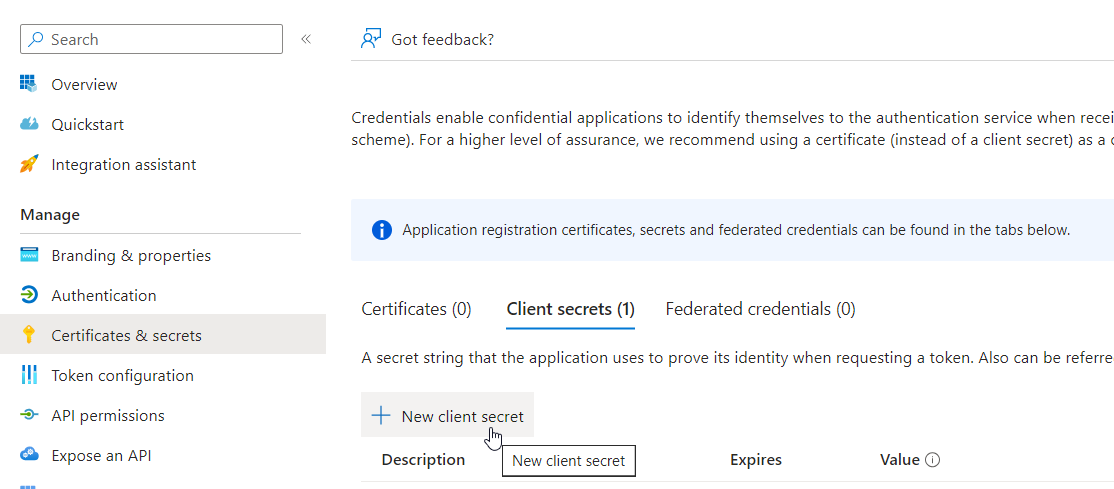 Search
Overview
Quickstart
Integration assistant
Manage
Branding & properties
Authentication
Certificates & secrets
Token configuration
API permissions
Expose an API
Got feedback?
Credentials enable confidential applications to identify themselves to the authentication service when recei
scheme). For a higher level of assurance, we recommend using a certificate (instead of a client secret) as a c
Application registration certificates, secrets and federated credentials can be found in the tabs below.
Certificates (0) Client secrets (1) Federated credentials (0)
A secret string that the application uses to prove its identity when requesting a token. Also can be referre
New client secret
New client secret
Description Expires Value